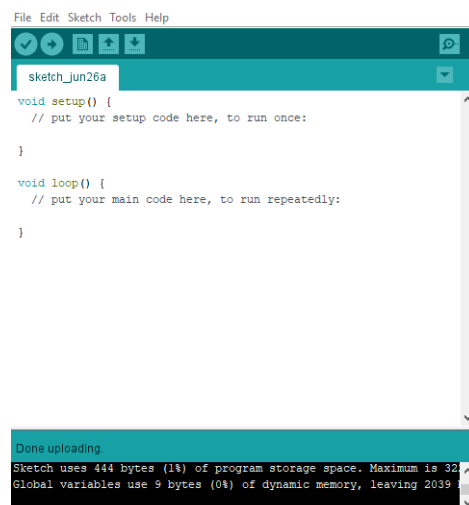 File Edit Sketch Tools Help
sketch_jun26a
void setup() {
  // put your setup code here, to run once:
}
void loop() {
  // put your main code here, to run repeatedly:
}
Done uploading.
Sketch uses 444 bytes (1%) of program storage space. Maximum is
Global variables use 9 bytes (0%) of dynamic memory, leaving 2039